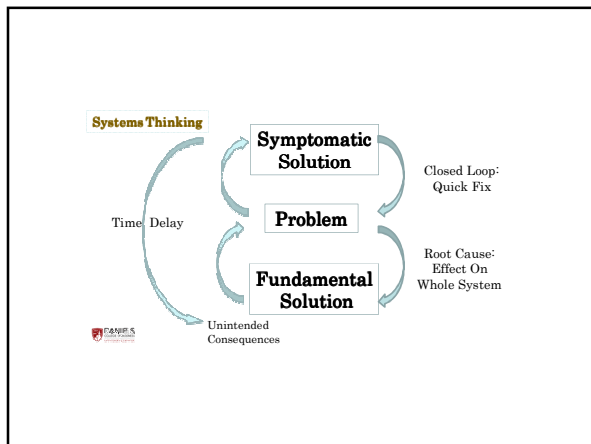 Systems Thinking
Symptomatic
Solution
Closed Loop:
Quick Fix
Time Delay
Problem
Root Cause:
Effect On
Whole System
Fundamental
Solution
Unintended
Consequences
DANIELS